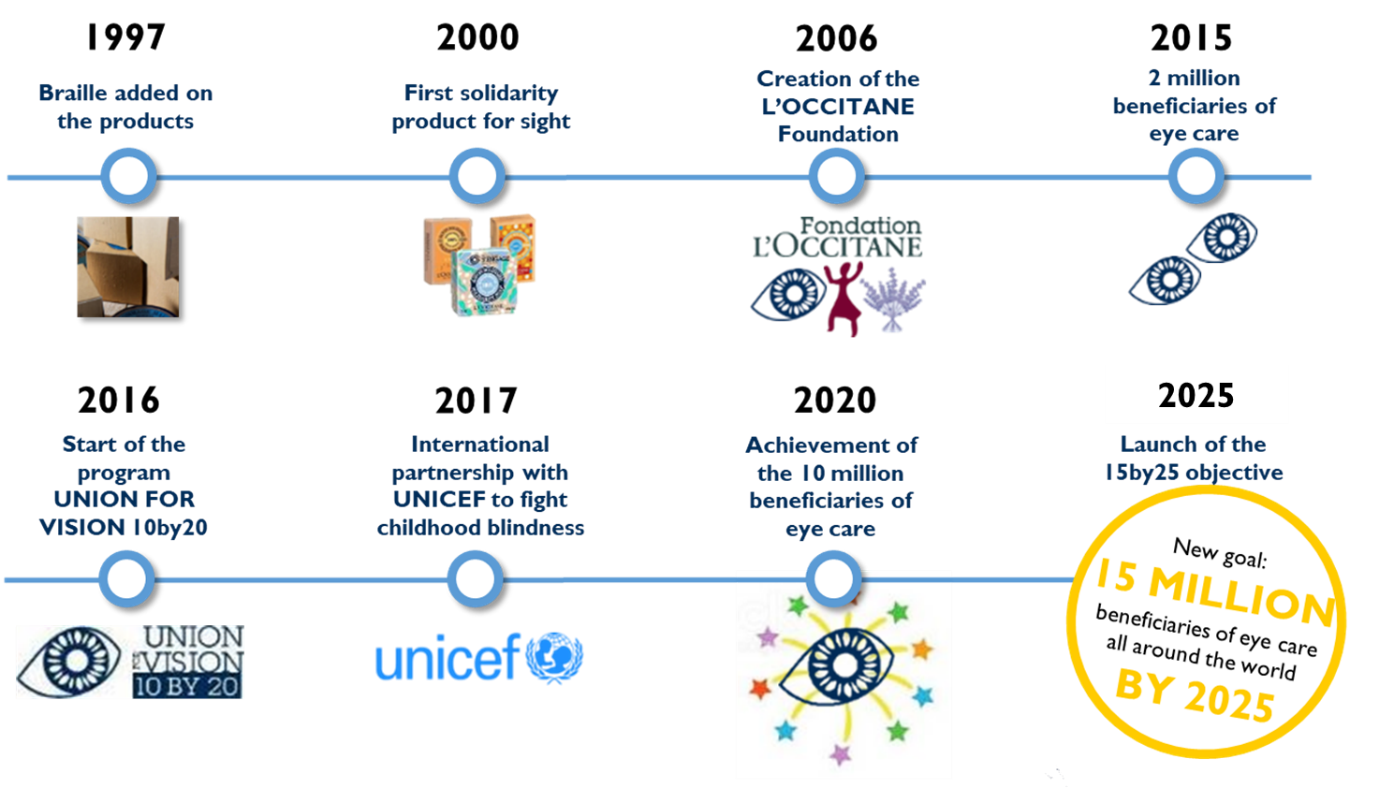 1997
Braille added on
the products
2000
First solidarity
product for sight
2006
Creation of the
L'OCCITANE
Foundation
2015
2 million
beneficiaries of
eye care
Fondation
L'OCCITANE
2016
Start of the
program
UNION FOR
VISION 10by20
2017
International
partnership with
UNICEF to fight
childhood blindness
2020
Achievement of
the 10 million
beneficiaries of
eye care
2025
Launch of the
15by25 objective
New goal:
15 MILLION
beneficiaries of eye care
all around the world
BY 2025
UNION
FOR VISION
10 BY 20
unicef